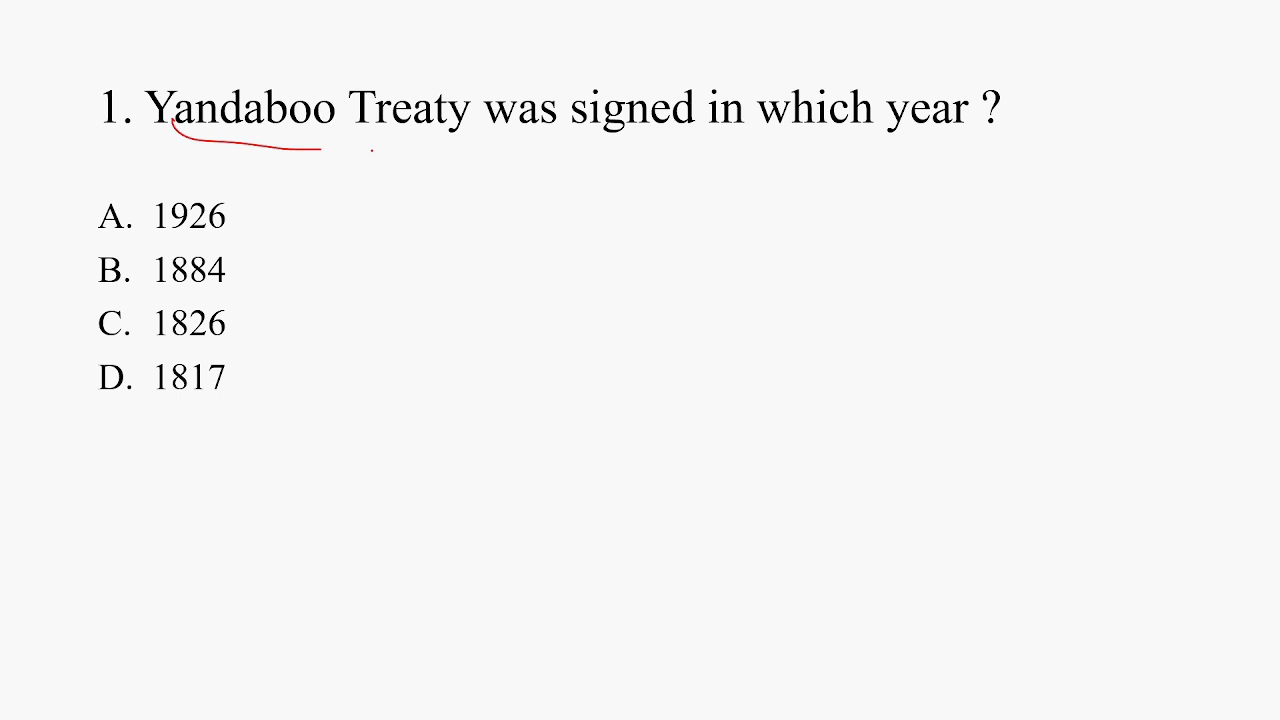 1. Yandaboo Treaty was signed in which year ?
A. 1926
B. 1884
C. 1826
D. 1817